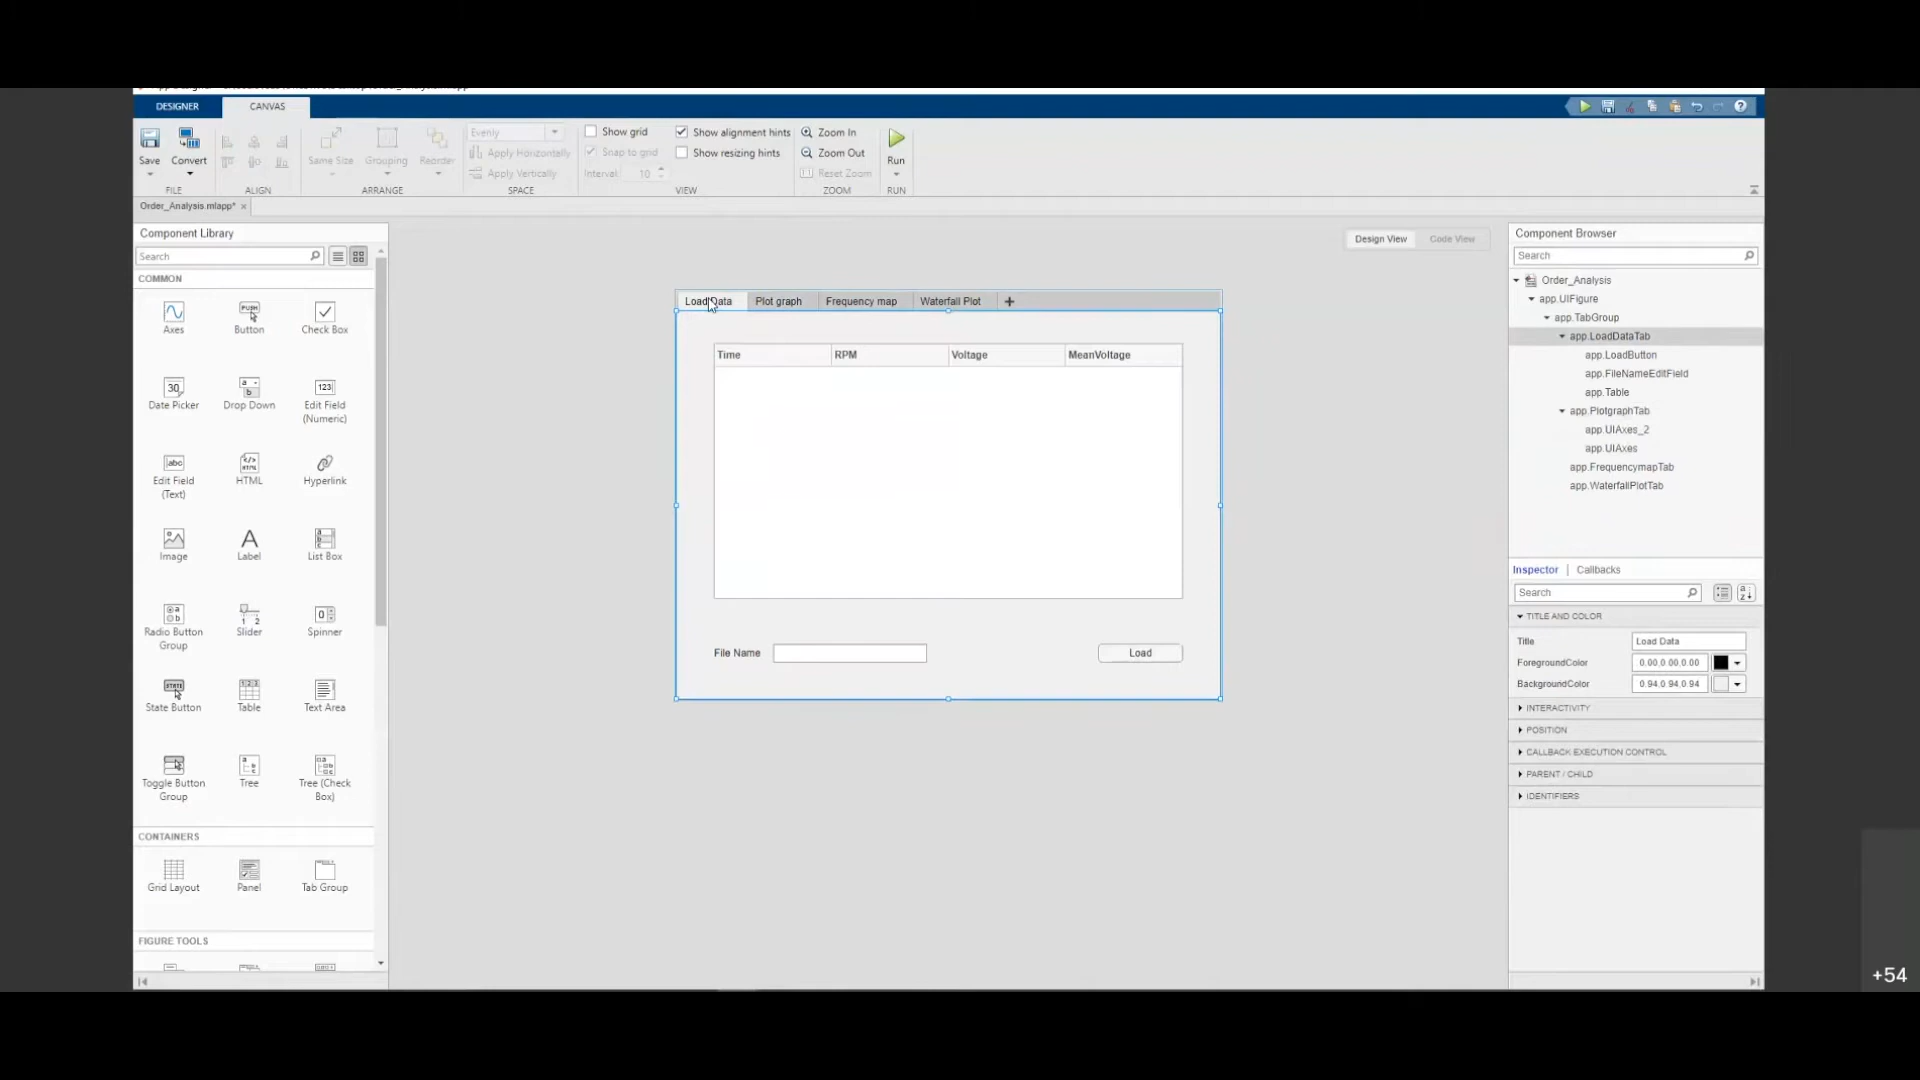 DESIGNER CANVAS
Save Convert
FILE
ALIGN
Same Size Grouping Reorder
ARRANGE
Evenly
Apply Horizontally
Apply Vertically
SPACE
Show grid
Snap to grid
Interval 10
Show alignment hints
Show resizing hints
VIEW
Zoom In
Zoom Out
Reset Zoom
ZOOM
Run
RUN
Order_Analysis.mlapp*
Component Library
Search
COMMON
Axes Button Check Box
Date Picker Drop Down Edit Field
(Numeric)
Edit Field
(Text)
HTML Hyperlink
Image Label List Box
Radio Button
Group
Slider Spinner
State Button Table Text Area
Toggle Button
Group
Tree Tree (Check
Box)
CONTAINERS
Grid Layout Panel Tab Group
FIGURE TOOLS
Design View Code View
Load Data Plot graph Frequency map Waterfall Plot
Time RPM Voltage MeanVoltage
File Name Load
Component Browser
Search
Order_Analysis
app.UIFigure
app.TabGroup
app.LoadDataTab
app.LoadButton
app.FileNameEditField
app.Table
app.PlotgraphTab
app.UIAxes_2
app.UIAxes
app.FrequencymapTab
app.WaterfallPlotTab
Inspector | Callbacks
Search
TITLE AND COLOR
Title Load Data
ForegroundColor 0.00,0.00,0.00
BackgroundColor 0.94,0.94,0.94
INTERACTIVITY
POSITION
CALLBACK EXECUTION CONTROL
PARENT / CHILD
IDENTIFIERS
+54